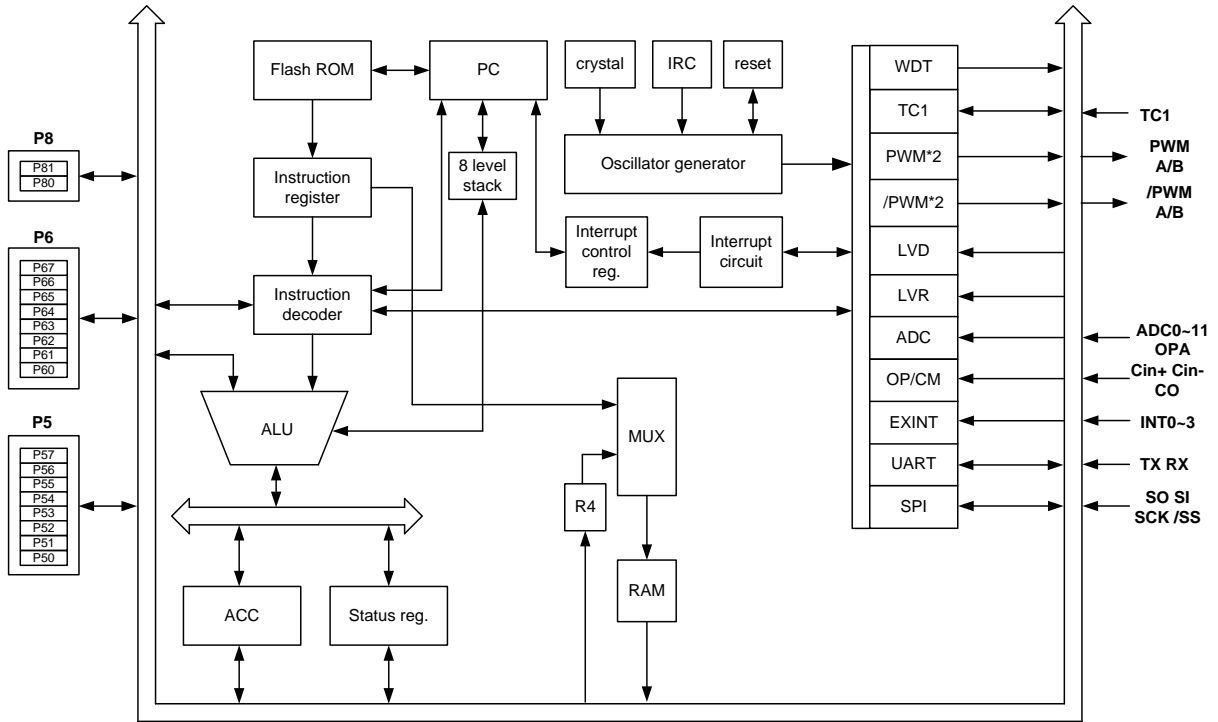 P8
P81
P80
P6
P67
P66
P65
P64
P63
P62
P61
P60
P5
P57
P56
P55
P54
P53
P52
P51
P50
Flash ROM
PC
crystal
IRC
reset
Oscillator generator
Instruction
register
8 level
stack
Interrupt
control
reg.
Interrupt
circuit
Instruction
decoder
ALU
MUX
R4
RAM
ACC
Status reg.
WDT
TC1
PWM*2
/PWM*2
LVD
LVR
ADC
OP/CM
EXINT
UART
SPI
TC1
PWM
A/B
/PWM
A/B
ADC0~11
OPA
Cin+ Cin-
CO
INT0~3
TX RX
SO SI
SCK /SS